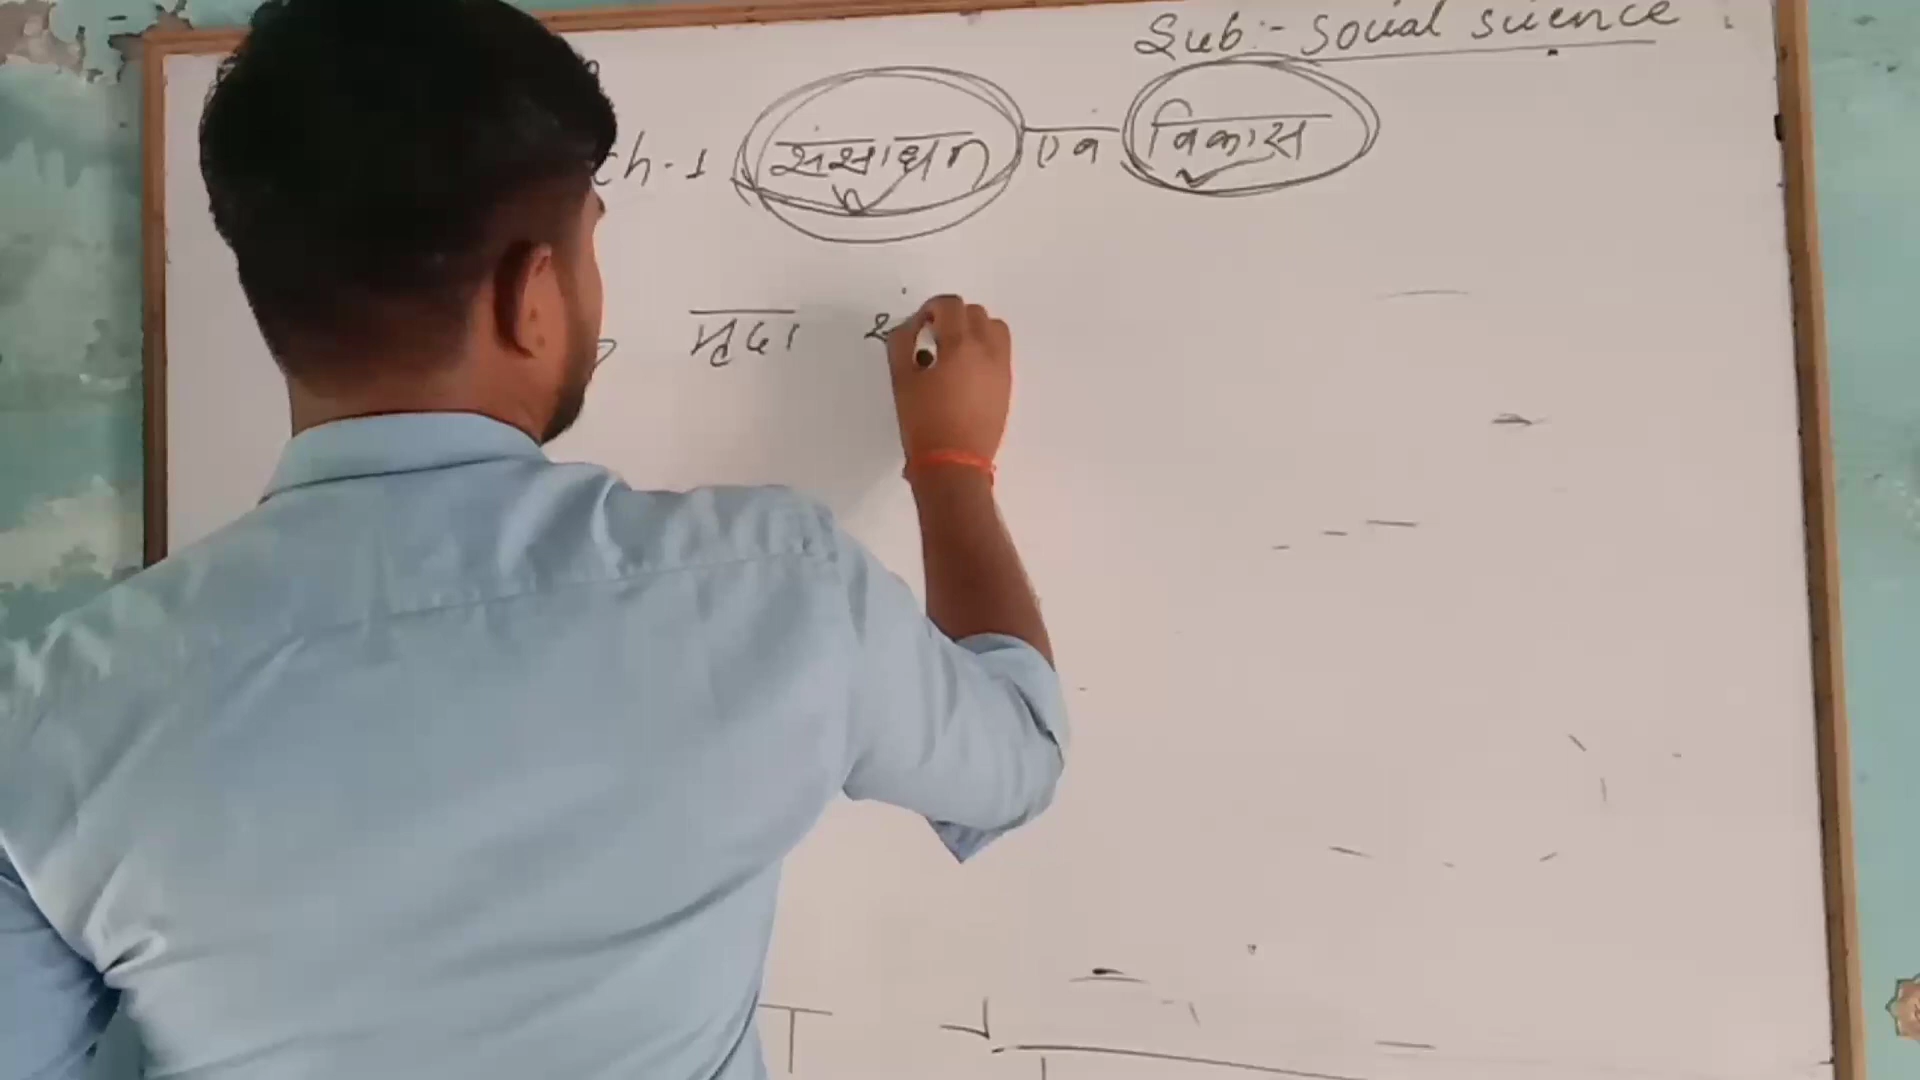 Sub:- Social science
ch-1 संसाधन एवं विकास
मृदा सं